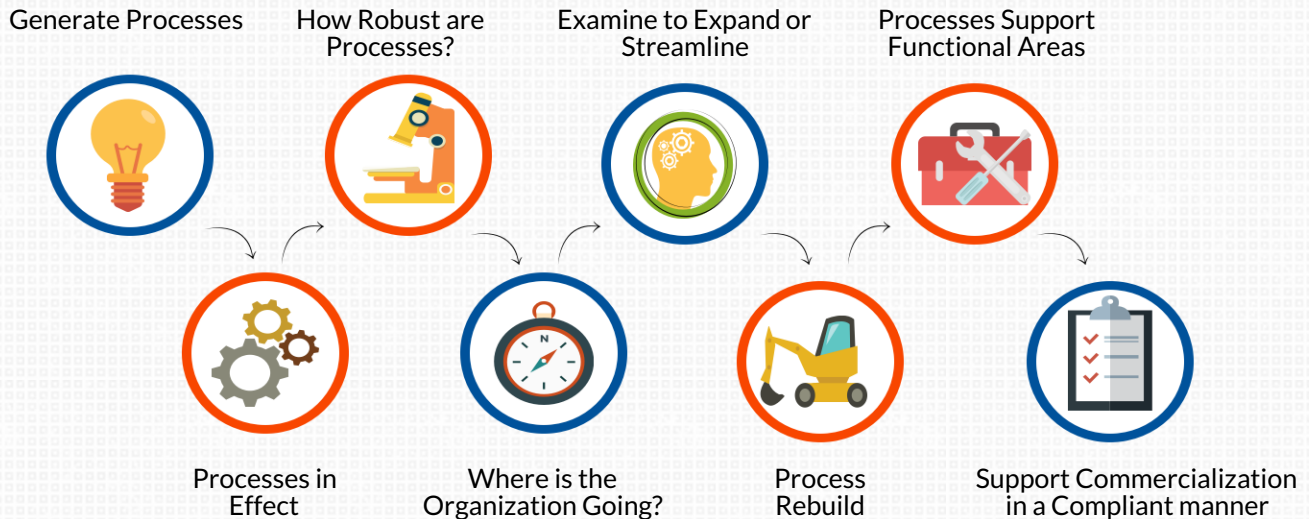 Generate Processes
How Robust are
Processes?
Examine to Expand or
Streamline
Processes Support
Functional Areas
N
Processes in
Effect
Where is the
Organization Going?
Process
Rebuild
Support Commercialization
in a Compliant manner